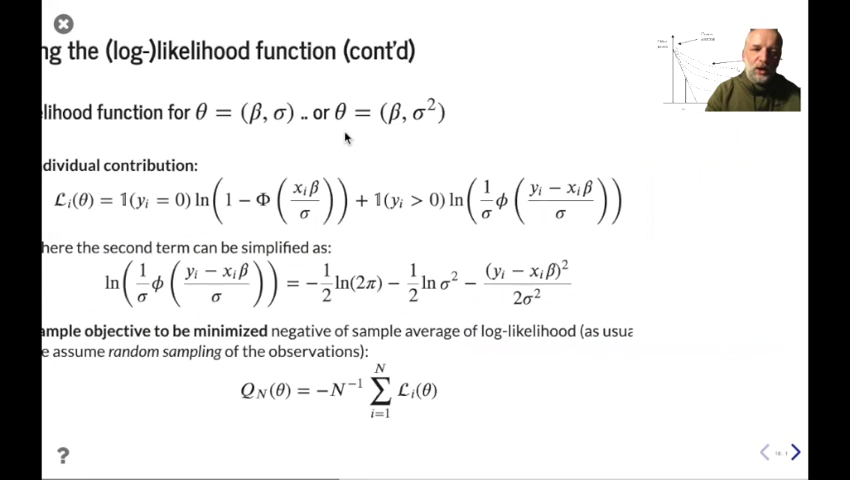 ng the (log-)likelihood function (cont'd)
elihood function for θ = (β, σ) .. or θ = (β, σ²)
dividual contribution:
ℒᵢ(θ) = 𝟙(yᵢ = 0) ln(1 − Φ(xᵢβ/σ)) + 𝟙(yᵢ > 0) ln(1/σ ϕ(yᵢ − xᵢβ/σ))
here the second term can be simplified as:
ln(1/σ ϕ(yᵢ − xᵢβ/σ)) = −1/2 ln(2π) − 1/2 ln σ² − (yᵢ − xᵢβ)²/2σ²
ample objective to be minimized negative of sample average of log-likelihood (as usua
e assume random sampling of the observations):
Q_N(θ) = −N⁻¹ ∑ᵢ₌₁ᴺ ℒᵢ(θ)
?